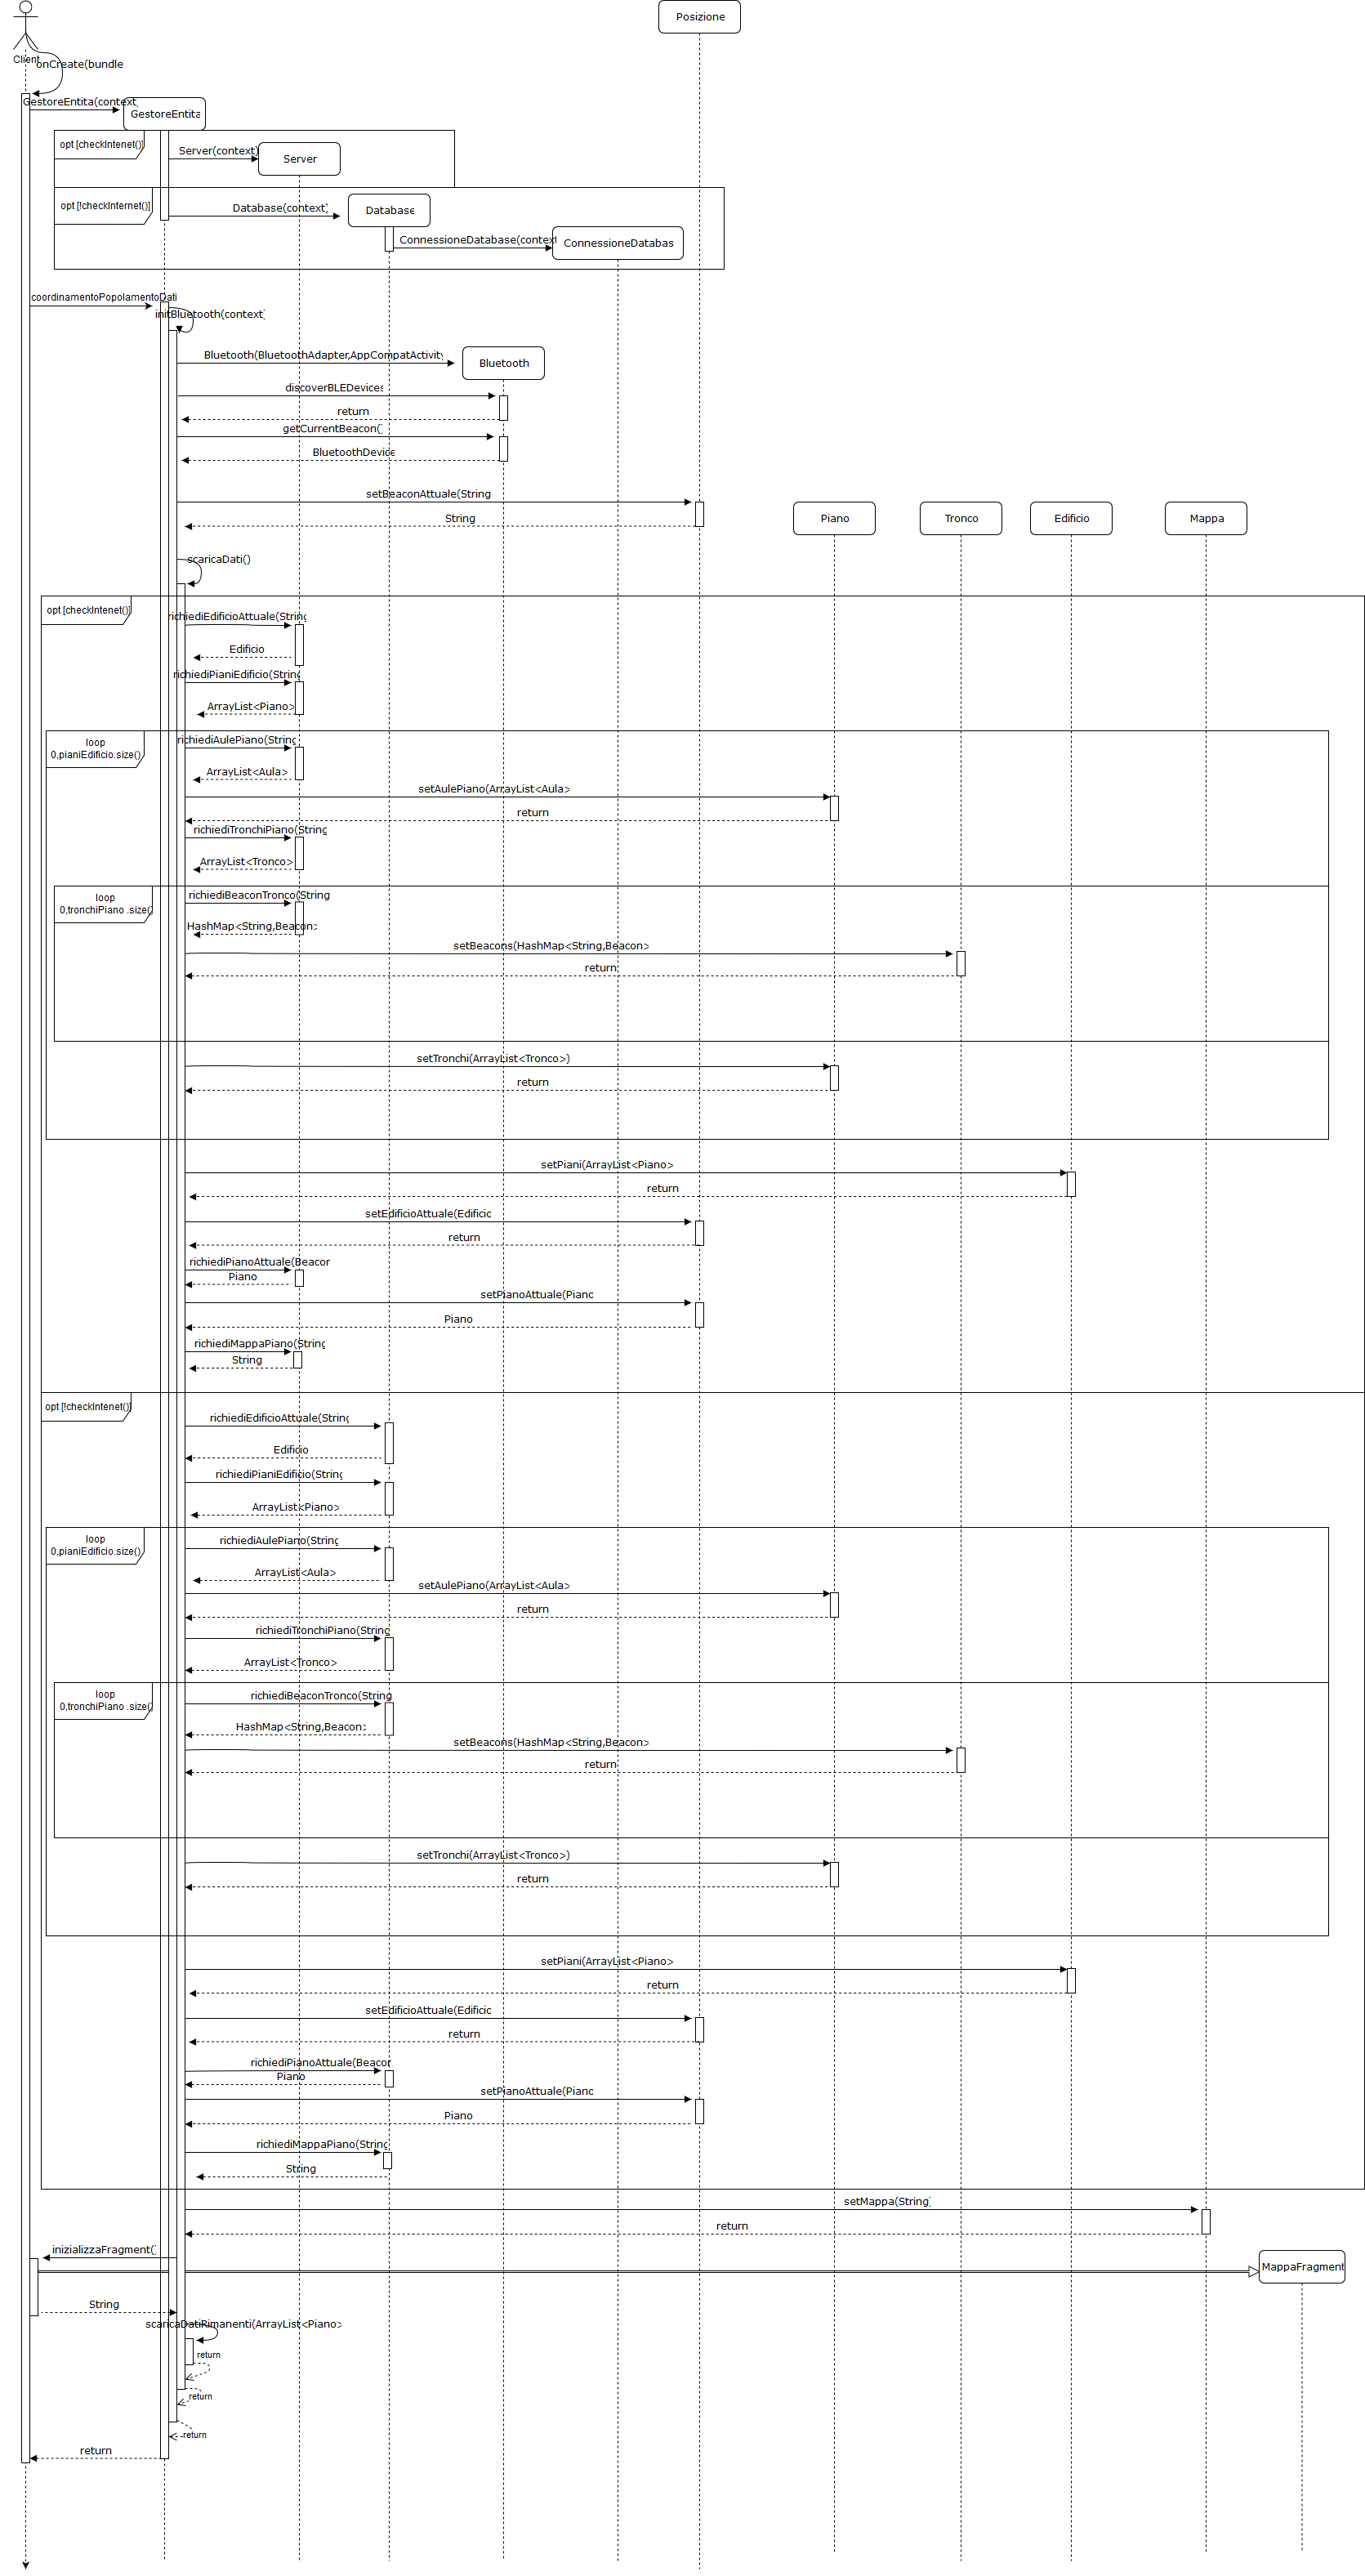 Posizione
Client
onCreate(bundle
GestoreEntita(context
GestoreEntita
opt [checkIntenet()]
Server(context)
Server
opt [!checkInternet()]
Database(context)
Database
ConnessioneDatabase(context
ConnessioneDatabas
coordinamentoPopolamentoDati
initBluetooth(context)
Bluetooth(BluetoothAdapter,AppCompatActivity
Bluetooth
discoverBLEDevices
return
getCurrentBeacon()
BluetoothDevice
setBeaconAttuale(String
String
Piano
Tronco
Edificio
Mappa
scaricaDati()
opt [checkIntenet()]
richiediEdificioAttuale(String
Edificio
richiediPianiEdificio(String
ArrayList<Piano>
loop
0,pianiEdificio.size()
richiediAulePiano(String
ArrayList<Aula>
setAulePiano(ArrayList<Aula>
return
richiediTronchiPiano(String
ArrayList<Tronco>
loop
0,tronchiPiano .size()
richiediBeaconTronco(String
HashMap<String,Beacon>
setBeacons(HashMap<String,Beacon>
return
setTronchi(ArrayList<Tronco>)
return
setPiani(ArrayList<Piano>
return
setEdificioAttuale(Edificio
return
richiediPianoAttuale(Beacon
Piano
setPianoAttuale(Piano
Piano
richiediMappaPiano(String
String
opt [!checkIntenet()]
richiediEdificioAttuale(String
Edificio
richiediPianiEdificio(String
ArrayList<Piano>
loop
0,pianiEdificio.size()
richiediAulePiano(String
ArrayList<Aula>
setAulePiano(ArrayList<Aula>
return
richiediTronchiPiano(String
ArrayList<Tronco>
loop
0,tronchiPiano .size()
richiediBeaconTronco(String
HashMap<String,Beacon>
setBeacons(HashMap<String,Beacon>
return
setTronchi(ArrayList<Tronco>)
return
setPiani(ArrayList<Piano>
return
setEdificioAttuale(Edificio
return
richiediPianoAttuale(Beacon
Piano
setPianoAttuale(Piano
Piano
richiediMappaPiano(String
String
setMappa(String)
return
inizializzaFragment()
MappaFragment
String
scaricaDatiRimanenti(ArrayList<Piano>
return
return
return
return